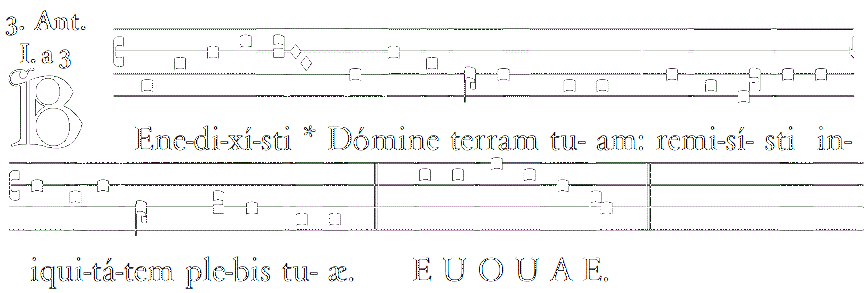 3. Ant.
I. a 3
BEne-di-xí-sti * Dómine terram tu- am: remi-sí- sti in-
iqui-tá-tem ple-bis tu- æ. E U O U A E.